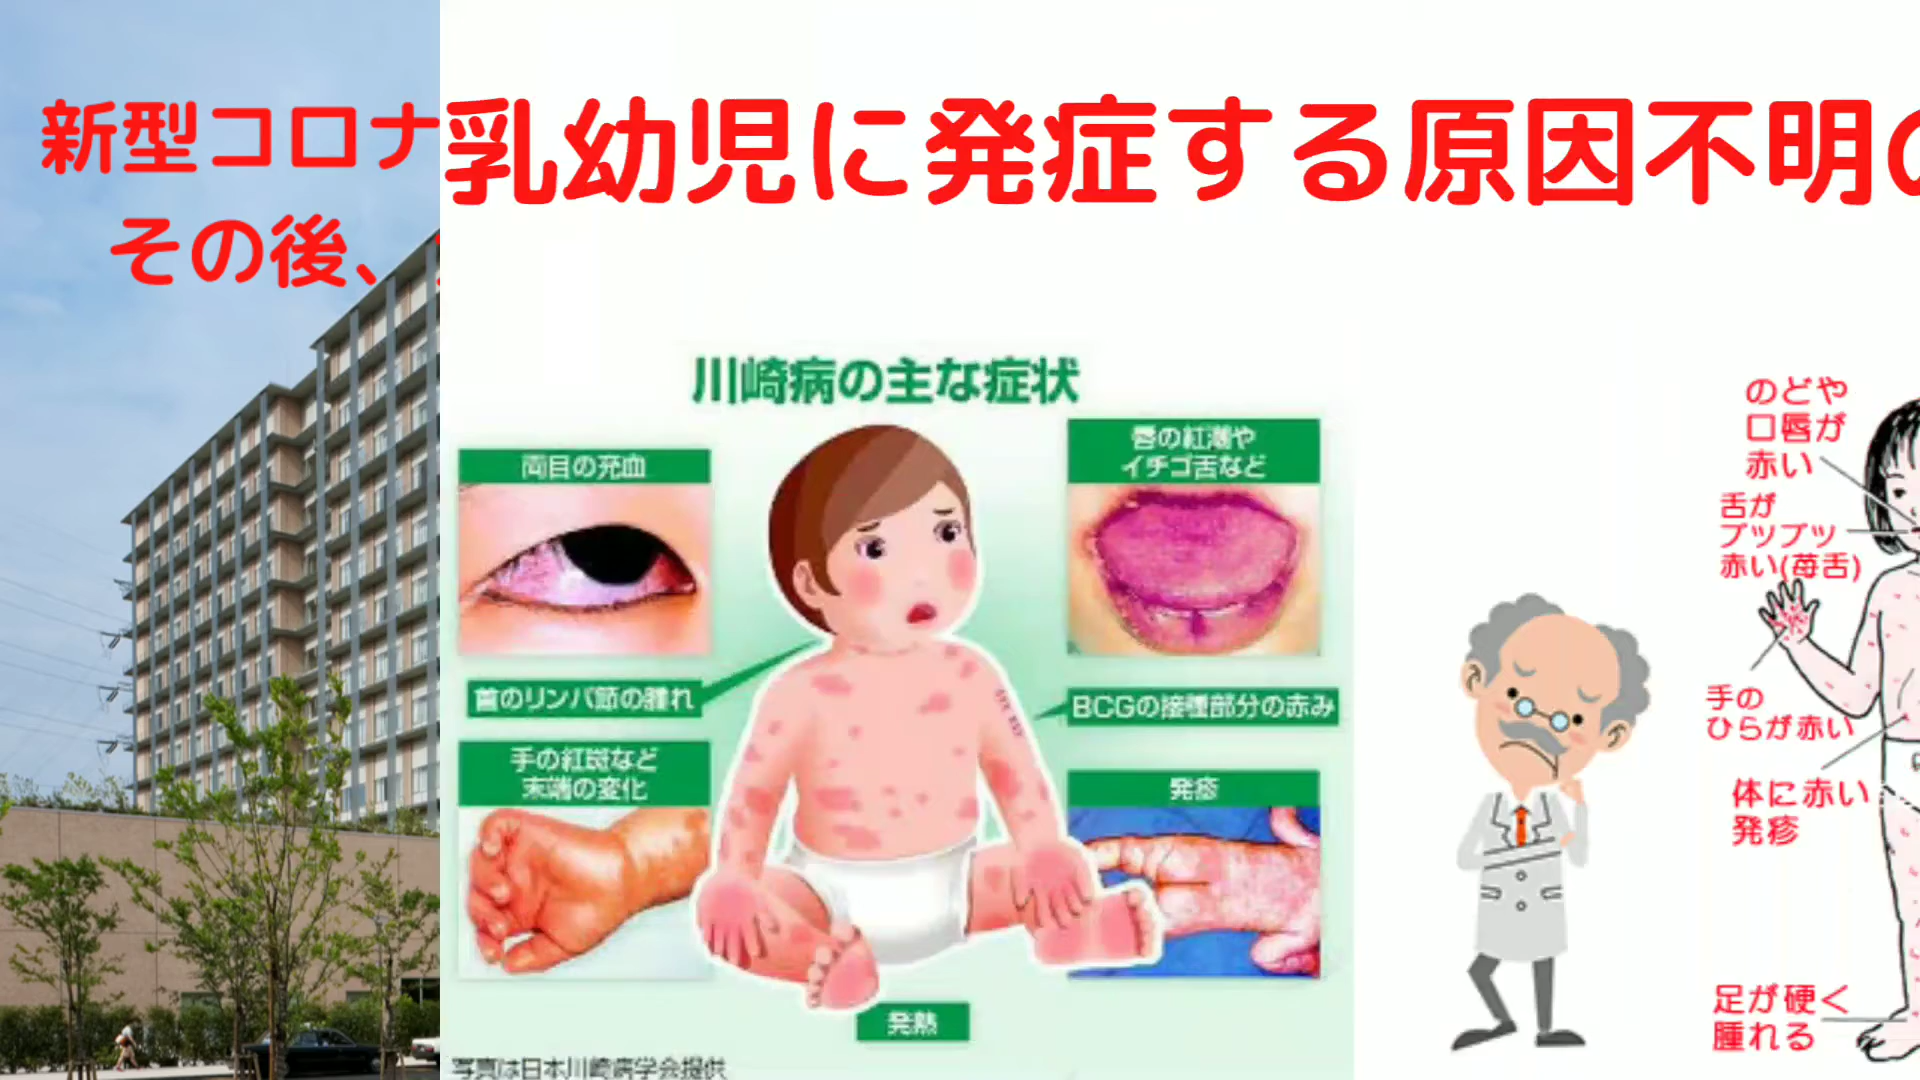 新型コロナ
その後、
乳幼児に発症する原因不明の
川崎病の主な症状
両目の充血
唇の紅潮や
イチゴ舌など
首のリンパ節の腫れ
BCGの接種部分の赤み
手の紅斑など
末端の変化
発疹
発熱
写真は日本川崎病学会提供
のどや
口唇が
赤い
舌が
ブツブツ
赤い(苺舌)
手の
ひらが赤い
体に赤い
発疹
足が硬く
腫れる